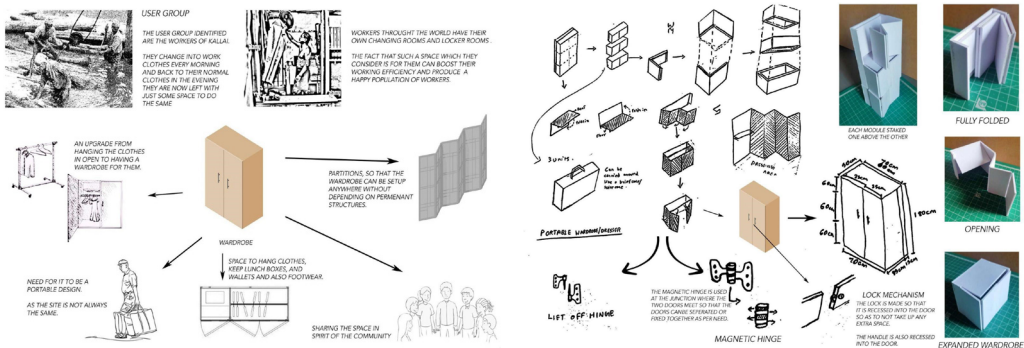 USER GROUP
THE USER GROUP IDENTIFIED
ARE THE WORKERS OF KALLAI.
THEY CHANGE INTO WORK
CLOTHES EVERY MORNING
AND BACK TO THEIR NORMAL
CLOTHES IN THE EVENING
THEY ARE NOW LEFT WITH
JUST SOME SPACE TO DO
THE SAME
WORKERS THROUGHT THE WORLD HAVE THEIR
OWN CHANGING ROOMS AND LOCKER ROOMS .
THE FACT THAT SUCH A SPACE WHICH THEY
CONSIDER IS FOR THEM CAN BOOST THEIR
WORKING EFFICIENCY AND PRODUCE A
HAPPY POPULATION OF WORKERS.
AN UPGRADE FROM
HANGING THE CLOTHES
IN OPEN TO HAVING A
WARDROBE FOR THEM.
PARTITIONS, SO THAT THE
WARDROBE CAN BE SETUP
ANYWHERE WITHOUT
DEPENDING ON PERMENANT
STRUCTURES.
WARDROBE
SPACE TO HANG CLOTHES,
KEEP LUNCH BOXES, AND
WALLETS AND ALSO FOOTWEAR.
NEED FOR IT TO BE A
PORTABLE DESIGN.
AS THE SITE IS NOT ALWAYS
THE SAME.
SHARING THE SPACE IN
SPIRIT OF THE COMMUNITY
3 units.
Can be
carried around
like a briefcase
PORTABLE WARDROBE/DRESSER
DRESSING
AREA
LIFT OFF HINGE
THE MAGNETIC HINGE IS USED
AT THE JUNCTION WHERE THE
TWO DOORS MEET SO THAT THE
DOORS CANBE SEPERATED OR
FIXED TOGETHER AS PER NEED.
MAGNETIC HINGE
60cm
60cm
180cm
LOCK MECHANISM
THE LOCK IS MADE SO THAT
IT IS RECESSED INTO THE DOOR
SO AS TO NOT TAKE UP ANY
EXTRA SPACE.
THE HANDLE IS ALSO RECESSED
INTO THE DOOR.
EACH MODULE STAKED
ONE ABOVE THE OTHER
FULLY FOLDED
OPENING
EXPANDED WARDROBE